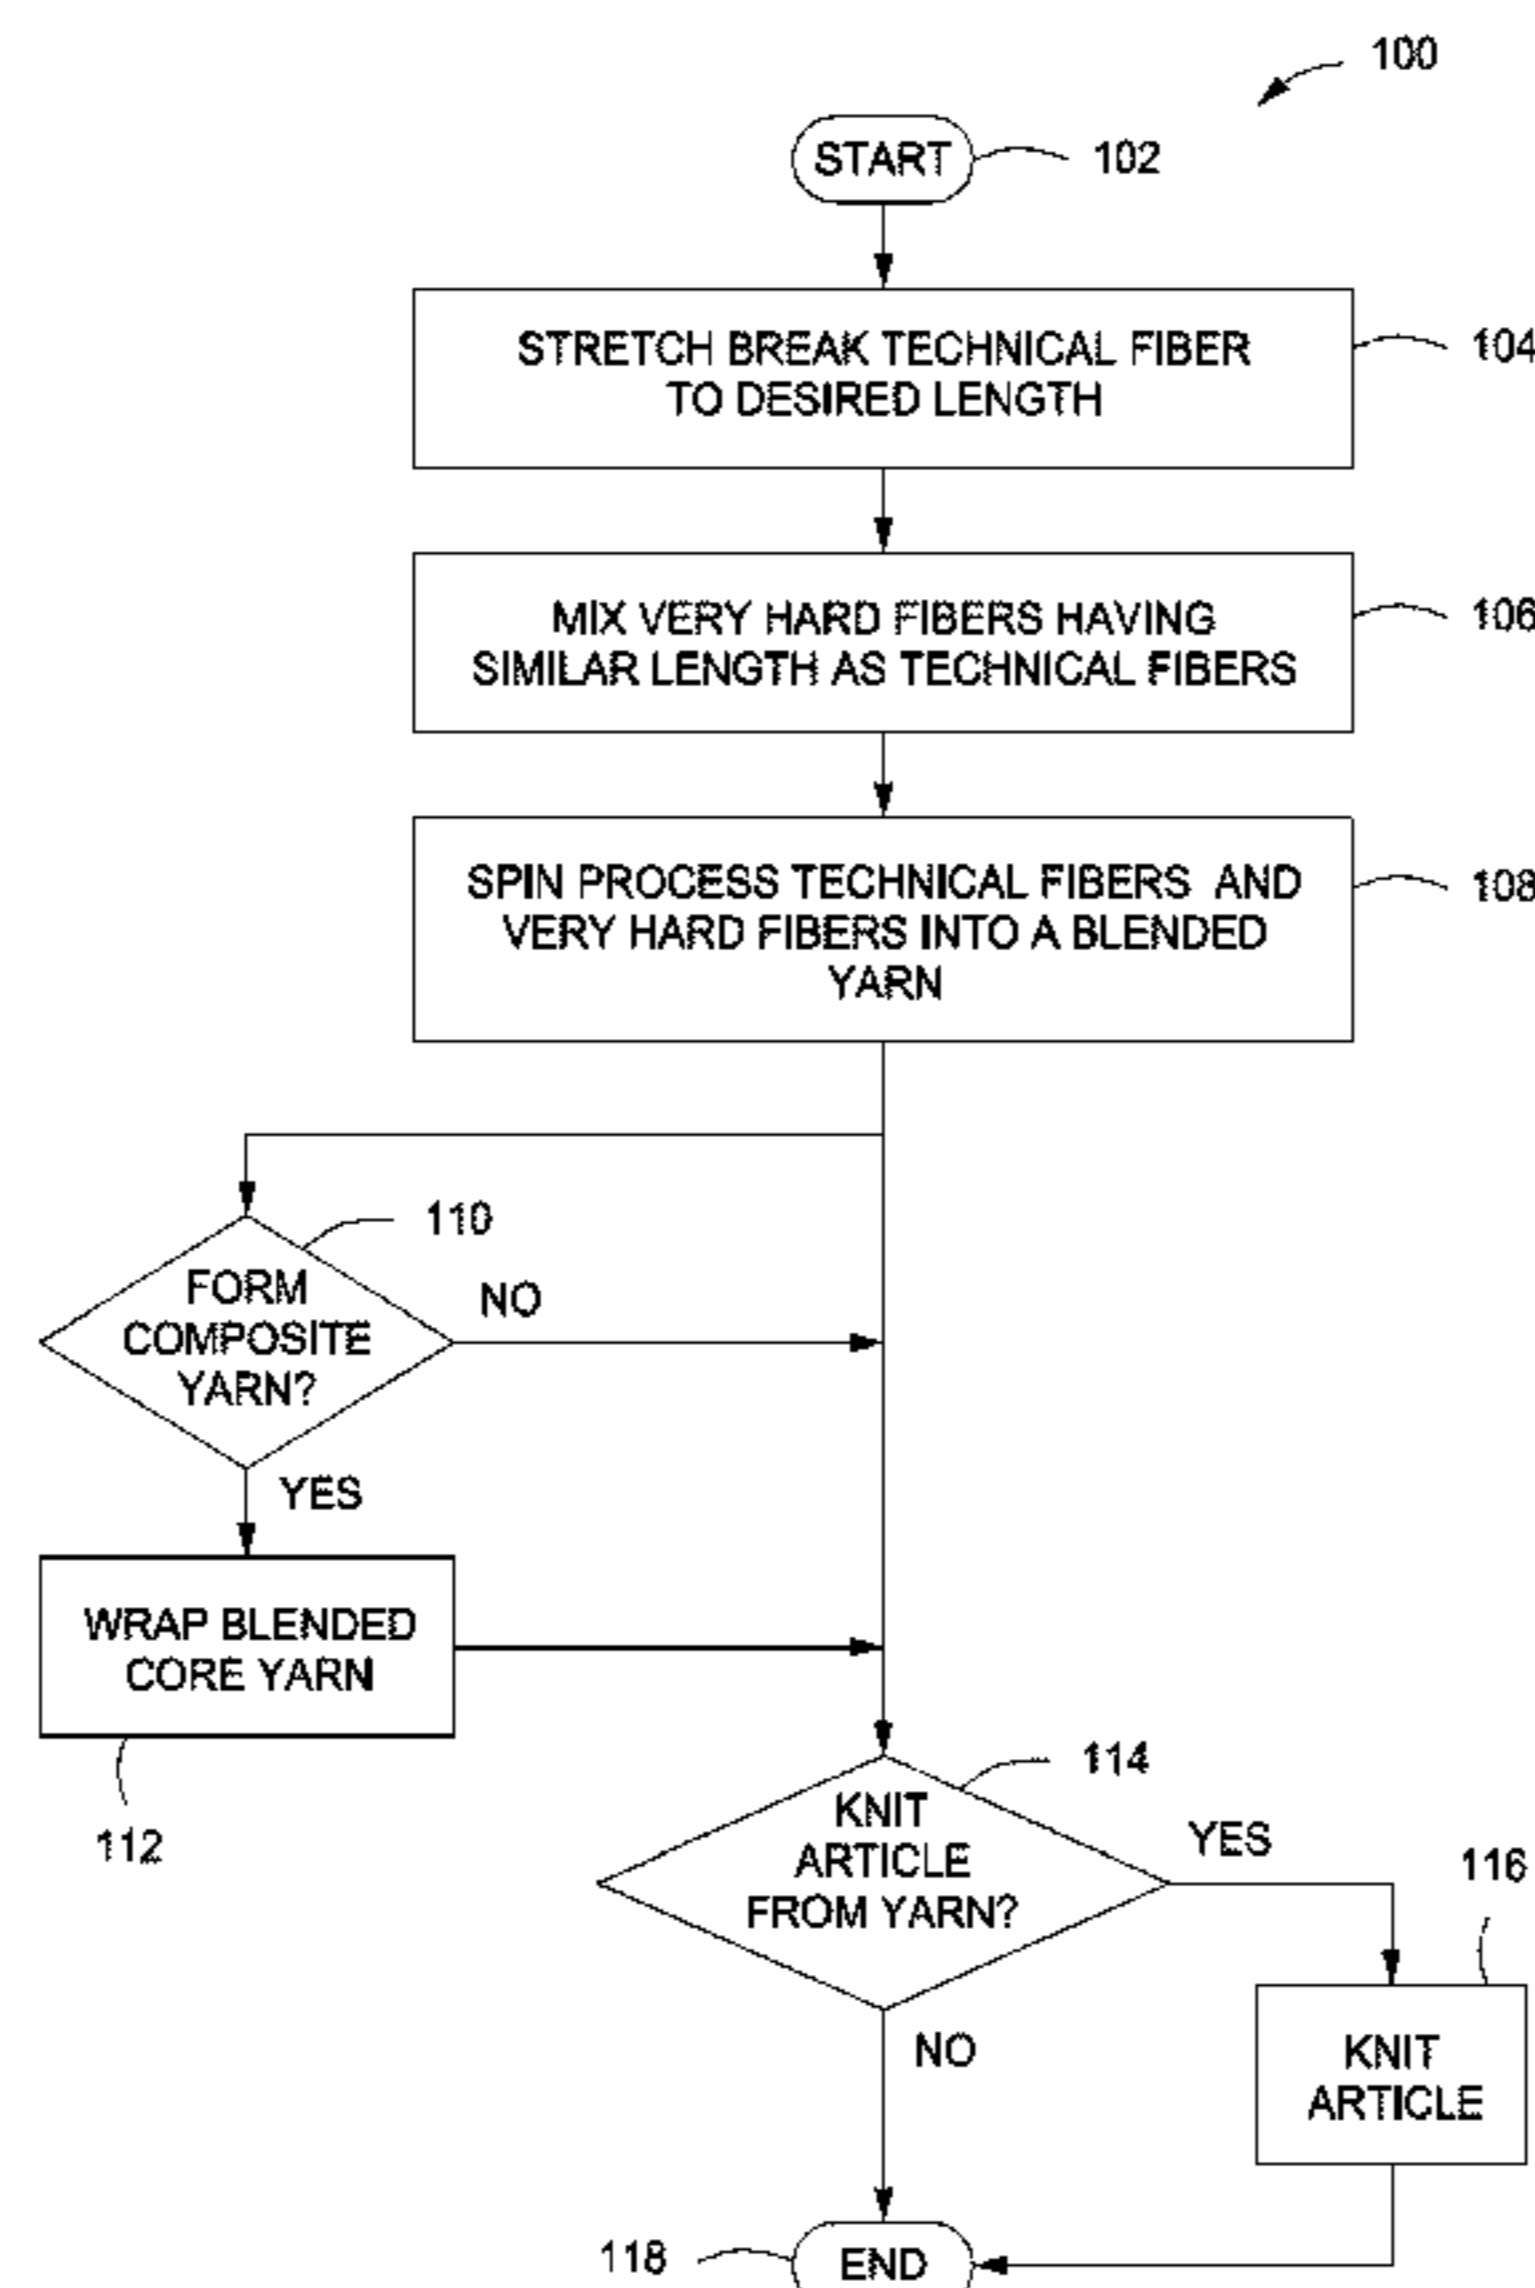 100
START
102
STRETCH BREAK TECHNICAL FIBER
TO DESIRED LENGTH
104
MIX VERY HARD FIBERS HAVING
SIMILAR LENGTH AS TECHNICAL FIBERS
106
SPIN PROCESS TECHNICAL FIBERS AND
VERY HARD FIBERS INTO A BLENDED
YARN
108
110
FORM
COMPOSITE
YARN?
NO
YES
WRAP BLENDED
CORE YARN
112
114
KNIT
ARTICLE
FROM YARN?
YES
116
NO
KNIT
ARTICLE
118
END